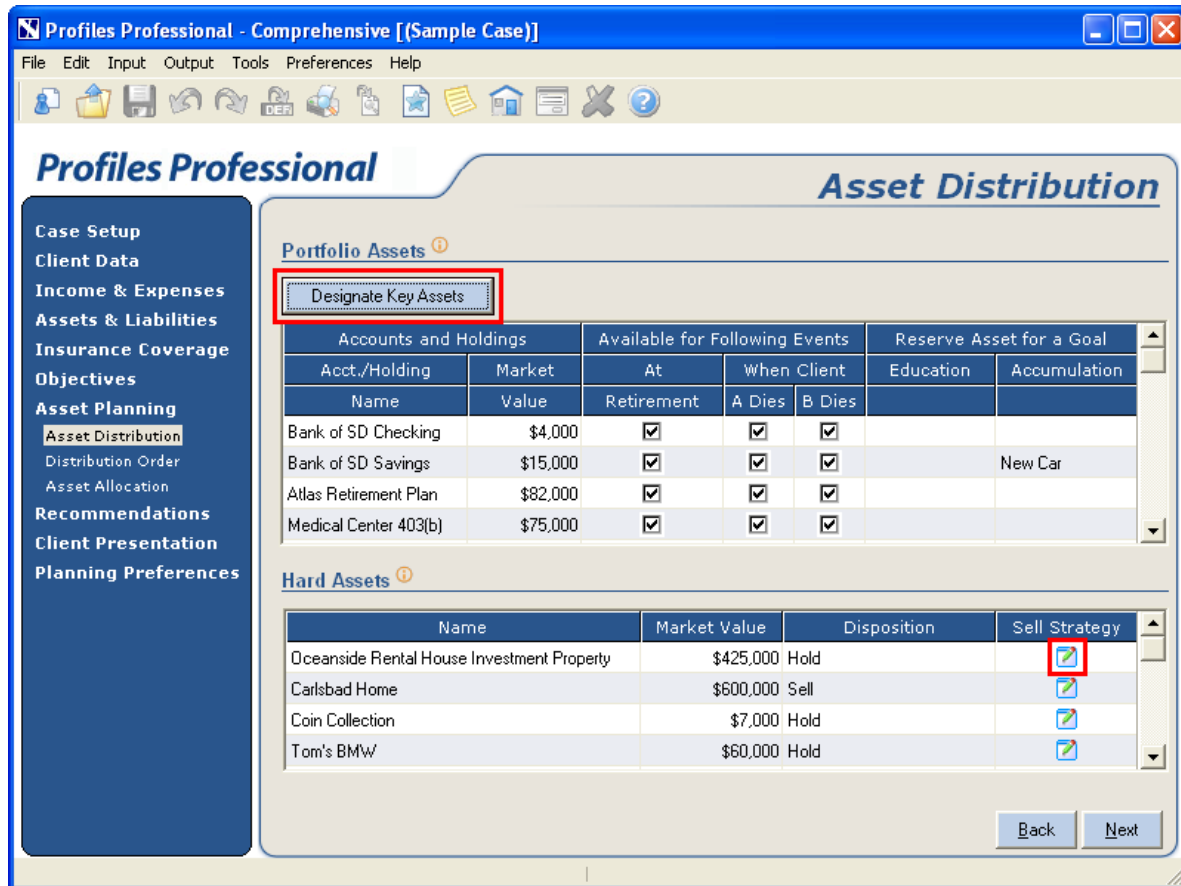 Profiles Professional - Comprehensive [(Sample Case)]
File Edit Input Output Tools Preferences Help
DEF
Profiles Professional
Asset Distribution
Case Setup
Client Data
Income & Expenses
Assets & Liabilities
Insurance Coverage
Objectives
Asset Planning
Asset Distribution
Distribution Order
Asset Allocation
Recommendations
Client Presentation
Planning Preferences
Portfolio Assets
Designate Key Assets
Accounts and Holdings Available for Following Events Reserve Asset for a Goal
Acct./Holding Market At When Client Education Accumulation
Name Value Retirement A Dies B Dies
Bank of SD Checking $4,000
Bank of SD Savings $15,000 New Car
Atlas Retirement Plan $82,000
Medical Center 403(b) $75,000
Hard Assets
Name Market Value Disposition Sell Strategy
Oceanside Rental House Investment Property $425,000 Hold
Carlsbad Home $600,000 Sell
Coin Collection $7,000 Hold
Tom's BMW $60,000 Hold
Back Next